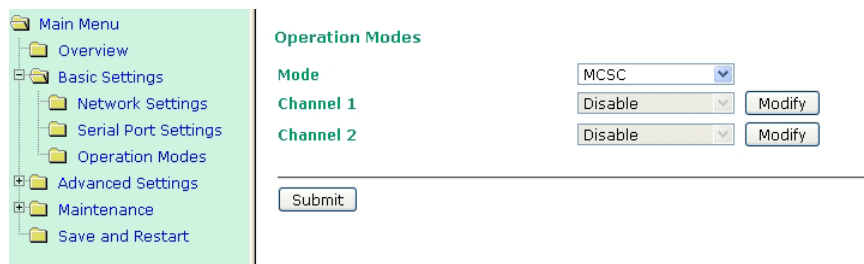 Main Menu
Overview
Basic Settings
Network Settings
Serial Port Settings
Operation Modes
Advanced Settings
Maintenance
Save and Restart
Operation Modes
Mode MCSC
Channel 1 Disable Modify
Channel 2 Disable Modify
Submit